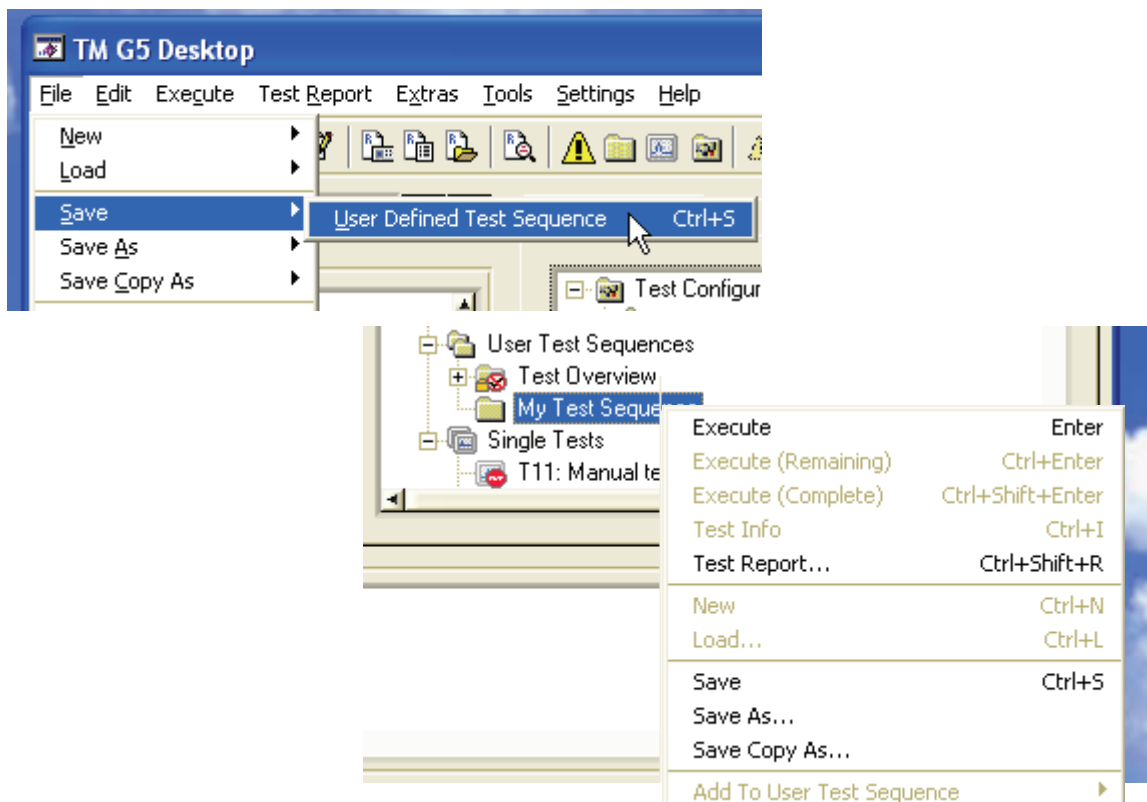 TM G5 Desktop
File Edit Execute Test Report Extras Tools Settings Help
New
Load
Save
User Defined Test Sequence Ctrl+S
Save As
Save Copy As
Test Configur
User Test Sequences
Test Overview
My Test Sequence
Single Tests
T11: Manual te
Execute Enter
Execute (Remaining) Ctrl+Enter
Execute (Complete) Ctrl+Shift+Enter
Test Info Ctrl+I
Test Report... Ctrl+Shift+R
New Ctrl+N
Load... Ctrl+L
Save Ctrl+S
Save As...
Save Copy As...
Add To User Test Sequence